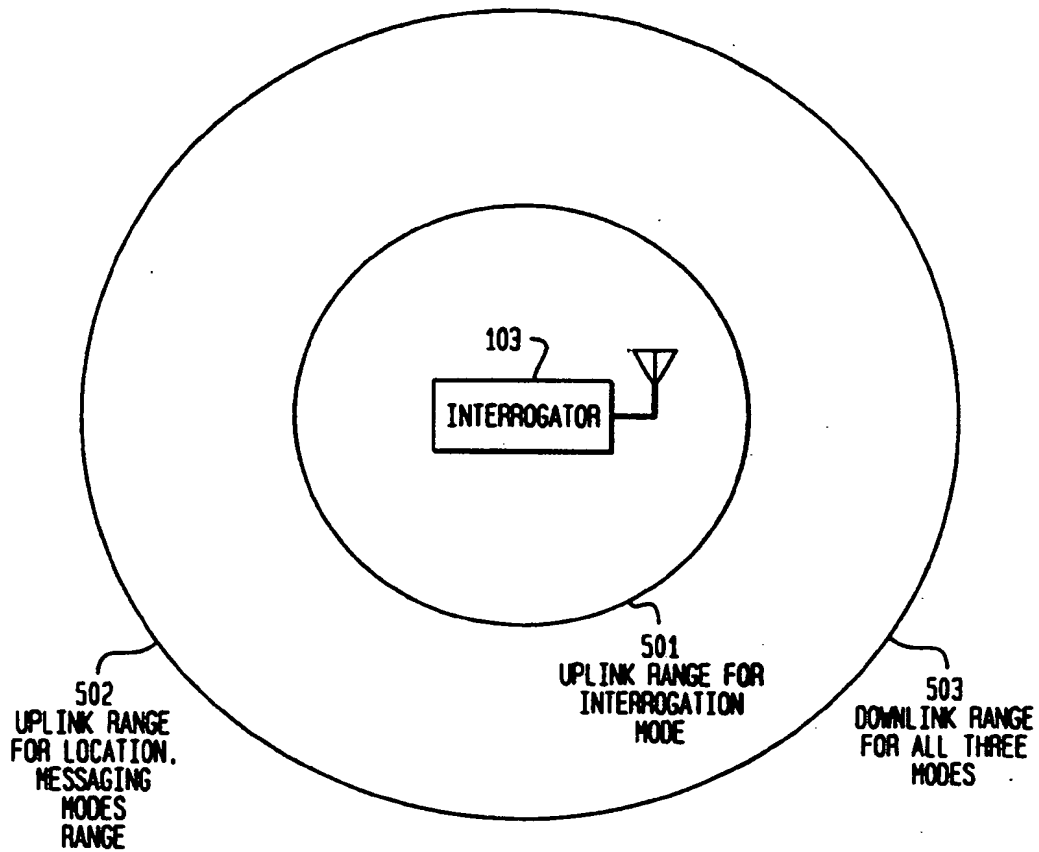 103
INTERROGATOR
501
UPLINK RANGE FOR
INTERROGATION
MODE
502
UPLINK RANGE
FOR LOCATION.
MESSAGING
MODES
RANGE
503
DOWNLINK RANGE
FOR ALL THREE
MODES